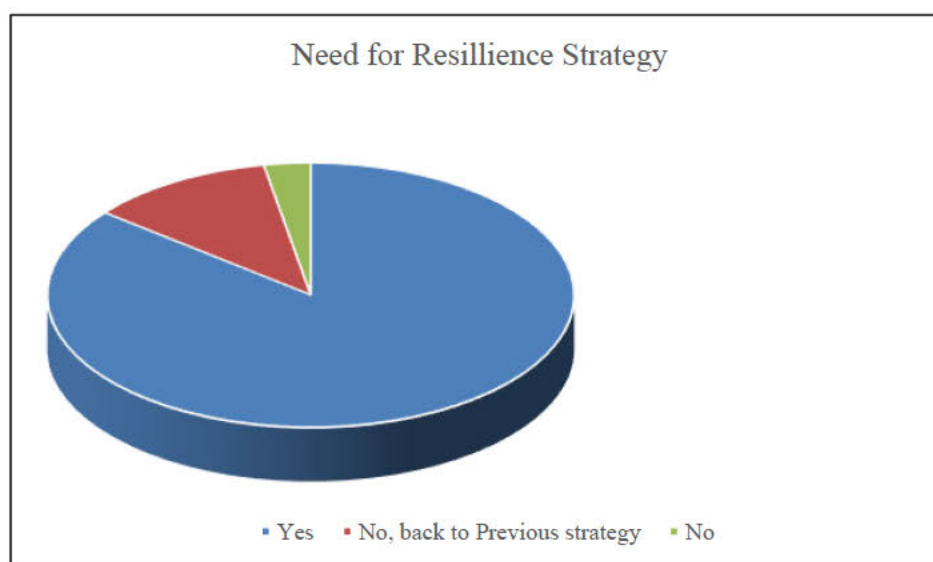 Need for Resillience Strategy
Yes No, back to Previous strategy No